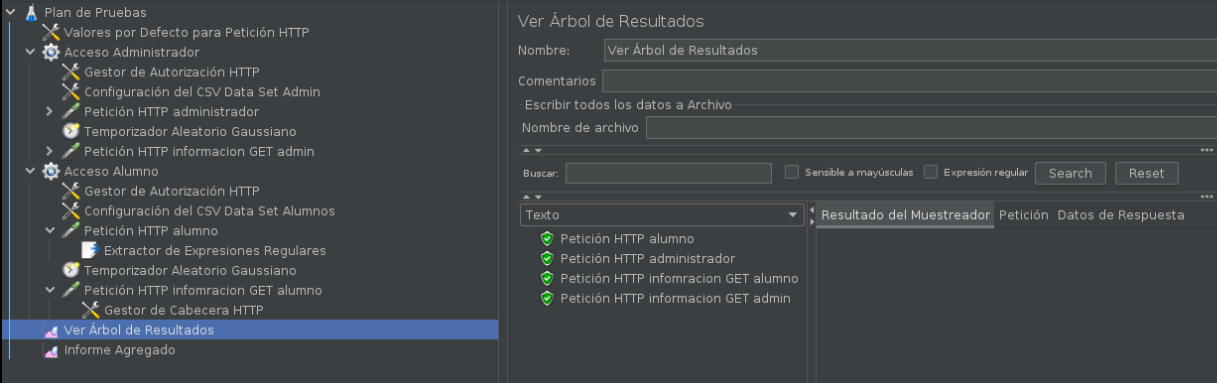 Plan de Pruebas
Valores por Defecto para Petición HTTP
Acceso Administrador
Gestor de Autorización HTTP
Configuración del CSV Data Set Admin
Petición HTTP administrador
Temporizador Aleatorio Gaussiano
Petición HTTP informacion GET admin
Acceso Alumno
Gestor de Autorización HTTP
Configuración del CSV Data Set Alumnos
Petición HTTP alumno
Extractor de Expresiones Regulares
Temporizador Aleatorio Gaussiano
Petición HTTP infomracion GET alumno
Gestor de Cabecera HTTP
Ver Árbol de Resultados
Informe Agregado
Ver Árbol de Resultados
Nombre: Ver Árbol de Resultados
Comentarios
Escribir todos los datos a Archivo
Nombre de archivo
Buscar: Sensible a mayúsculas Expresión regular Search Reset
Texto
Resultado del Muestreador Petición Datos de Respuesta
Petición HTTP alumno
Petición HTTP administrador
Petición HTTP infomracion GET alumno
Petición HTTP informacion GET admin